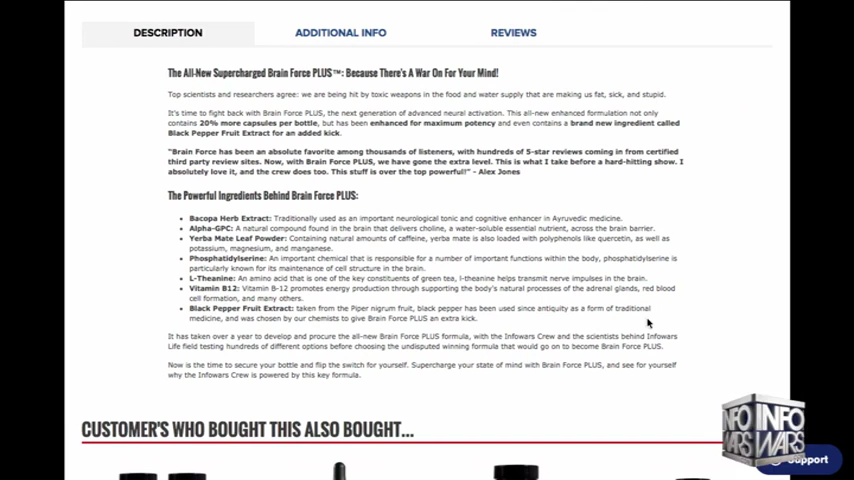 DESCRIPTION
ADDITIONAL INFO
REVIEWS
The All-New Supercharged Brain Force PLUS™: Because There's A War On For Your Mind!
Top scientists and researchers agree: we are being hit by toxic weapons in the food and water supply that are making us fat, sick, and stupid.
It's time to fight back with Brain Force PLUS, the next generation of advanced neural activation. This all-new enhanced formulation not only
contains 20% more capsules per bottle, but has been enhanced for maximum potency and even contains a brand new ingredient called
Black Pepper Fruit Extract for an added kick.
"Brain Force has been an absolute favorite among thousands of listeners, with hundreds of 5-star reviews coming in from certified
third party review sites. Now, with Brain Force PLUS, we have gone the extra level. This is what I take before a hard-hitting show. I
absolutely love it, and the crew does too. This stuff is over the top powerful!" - Alex Jones
The Powerful Ingredients Behind Brain Force PLUS:
• Bacopa Herb Extract: Traditionally used as an important neurological tonic and cognitive enhancer in Ayruvedic medicine.
• Alpha-GPC: A natural compound found in the brain that delivers choline, a water-soluble essential nutrient, across the brain barrier.
• Yerba Mate Leaf Powder: Containing natural amounts of caffeine, yerba mate is also loaded with polyphenols like quercetin, as well as
potassium, magnesium, and manganese.
• Phosphatidylserine: An important chemical that is responsible for a number of important functions within the body, phosphatidylserine is
particularly known for its maintenance of cell structure in the brain.
• L-Theanine: An amino acid that is one of the key constituents of green tea, l-theanine helps transmit nerve impulses in the brain.
• Vitamin B12: Vitamin B-12 promotes energy production through supporting the body's natural processes of the adrenal glands, red blood
cell formation, and many others.
• Black Pepper Fruit Extract: taken from the Piper nigrum fruit, black pepper has been used since antiquity as a form of traditional
medicine, and was chosen by our chemists to give Brain Force PLUS an extra kick.
It has taken over a year to develop and procure the all-new Brain Force PLUS formula, with the Infowars Crew and the scientists behind Infowars
Life field testing hundreds of different options before choosing the undisputed winning formula that would go on to become Brain Force PLUS.
Now is the time to secure your bottle and flip the switch for yourself. Supercharge your state of mind with Brain Force PLUS, and see for yourself
why the Infowars Crew is powered by this key formula.
CUSTOMER'S WHO BOUGHT THIS ALSO BOUGHT...
INFO INFO
WARS WARS
Support